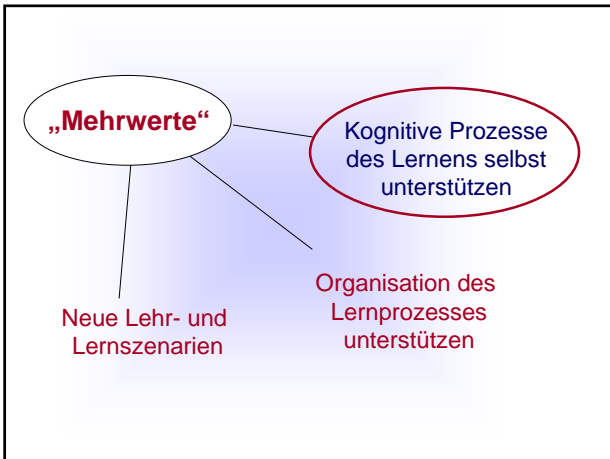 „Mehrwerte“
Kognitive Prozesse
des Lernens selbst
unterstützen
Organisation des
Lernprozesses
unterstützen
Neue Lehr- und
Lernszenarien